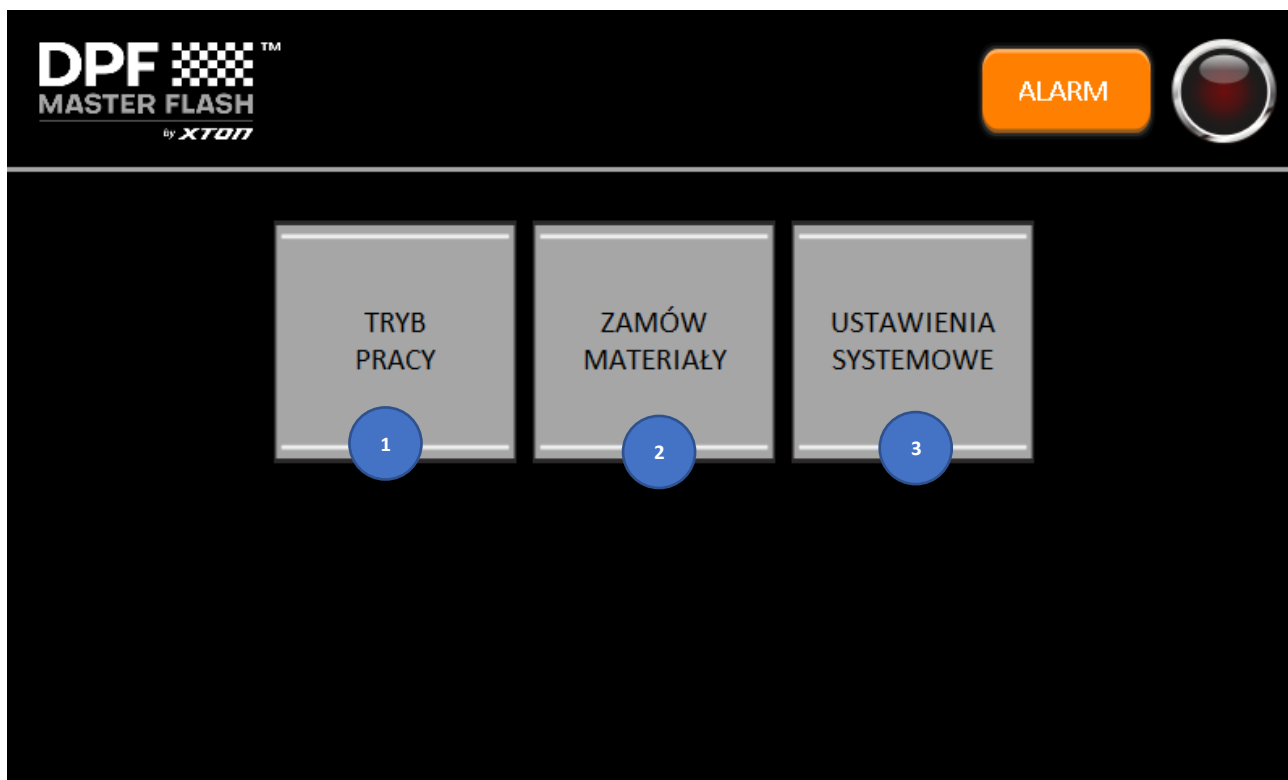 DPF ™
MASTER FLASH
by XTON
ALARM
TRYB
PRACY
1
ZAMÓW
MATERIAŁY
2
USTAWIENIA
SYSTEMOWE
3